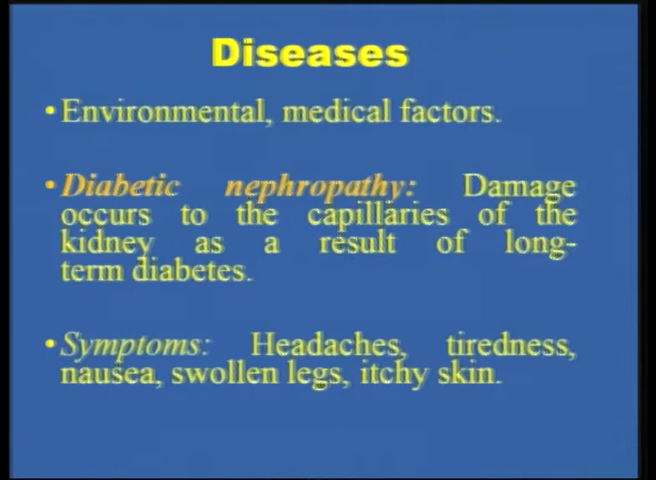 Diseases
•Environmental, medical factors.
•Diabetic nephropathy: Damage
occurs to the capillaries of the
kidney as a result of long-
term diabetes.
•Symptoms: Headaches, tiredness,
nausea, swollen legs, itchy skin.